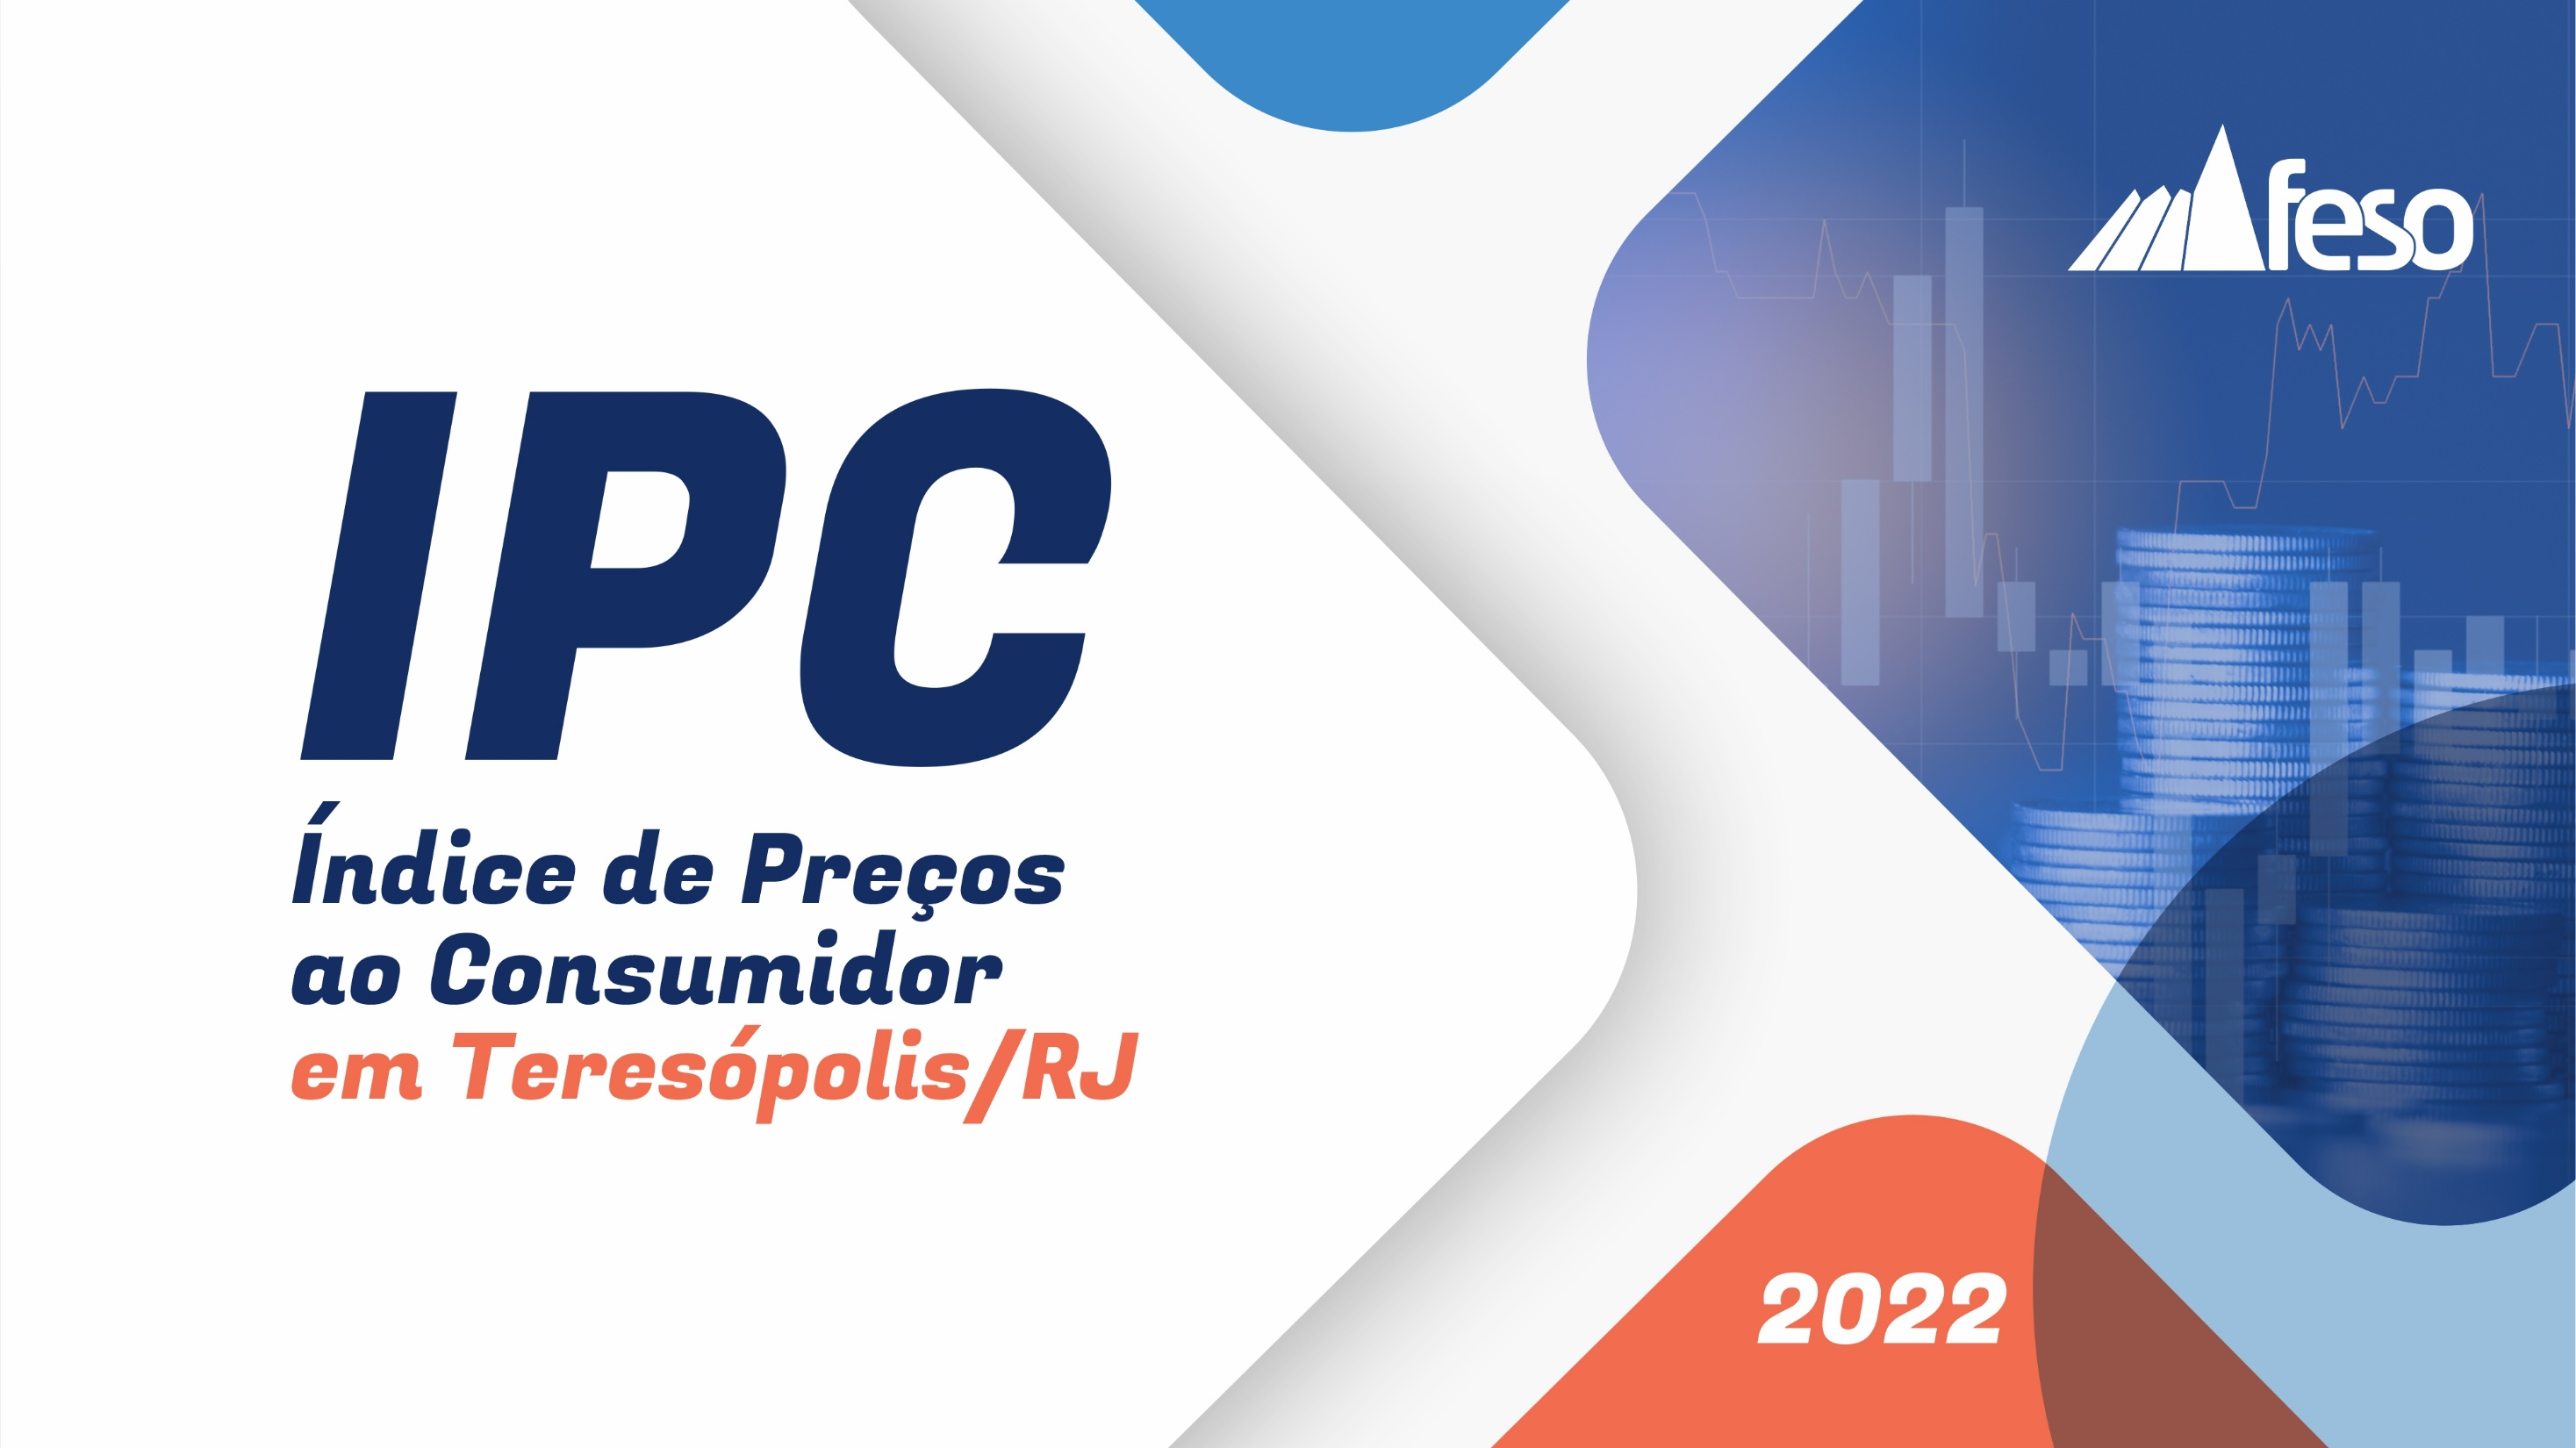 feso
IPC
Índice de Preços
ao Consumidor
em Teresópolis/RJ
2022